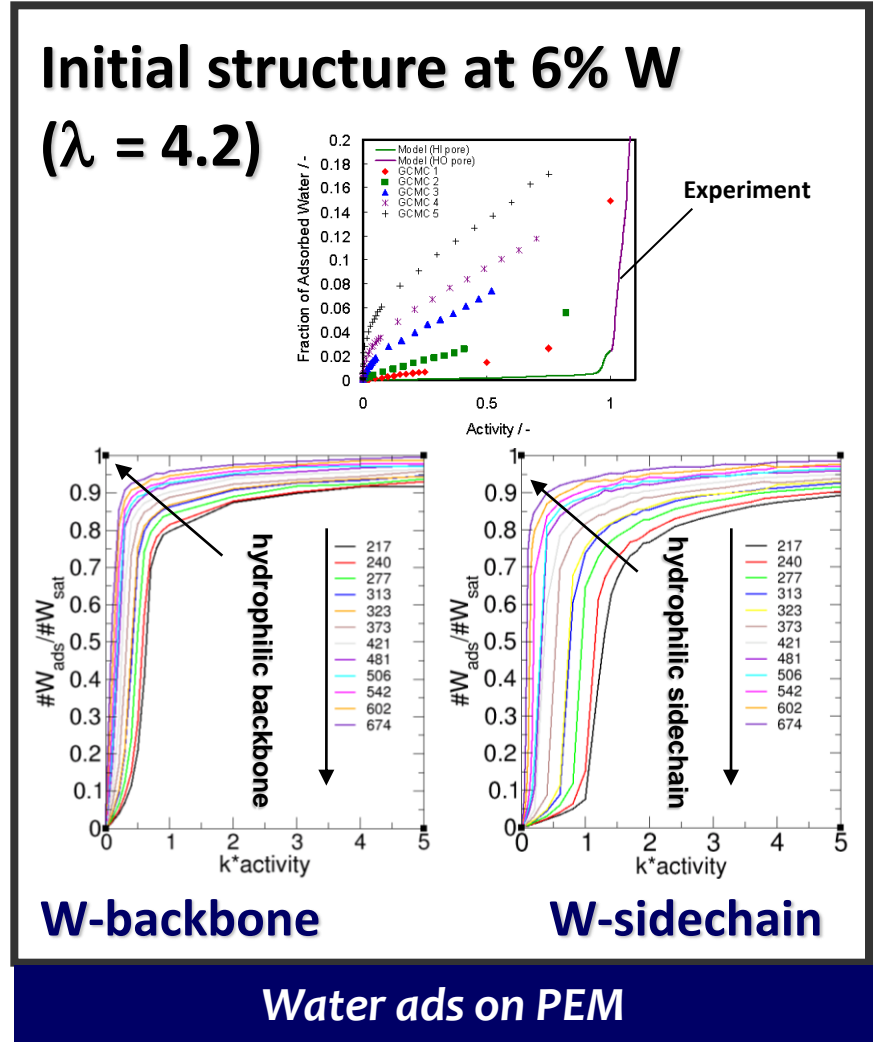 Initial structure at 6% W
(λ = 4.2)
0.2
0.18
0.16
0.14
0.12
0.1
0.08
0.06
0.04
0.02
0
Fraction of Adsorbed Water / -
Model (HI pore)
Model (HO pore)
GCMC 1
GCMC 2
GCMC 3
GCMC 4
GCMC 5
Experiment
0 0.5 1
Activity / -
1
0.9
0.8
0.7
0.6
0.5
0.4
0.3
0.2
0.1
0
#W_ads/#W_sat
hydrophilic backbone
217
240
277
313
323
373
421
481
506
542
602
674
0 1 2 3 4 5
k*activity
1
0.9
0.8
0.7
0.6
0.5
0.4
0.3
0.2
0.1
0
#W_ads/#W_sat
hydrophilic sidechain
217
240
277
313
323
373
421
481
506
542
602
674
0 1 2 3 4 5
k*activity
W-backbone
W-sidechain
Water ads on PEM